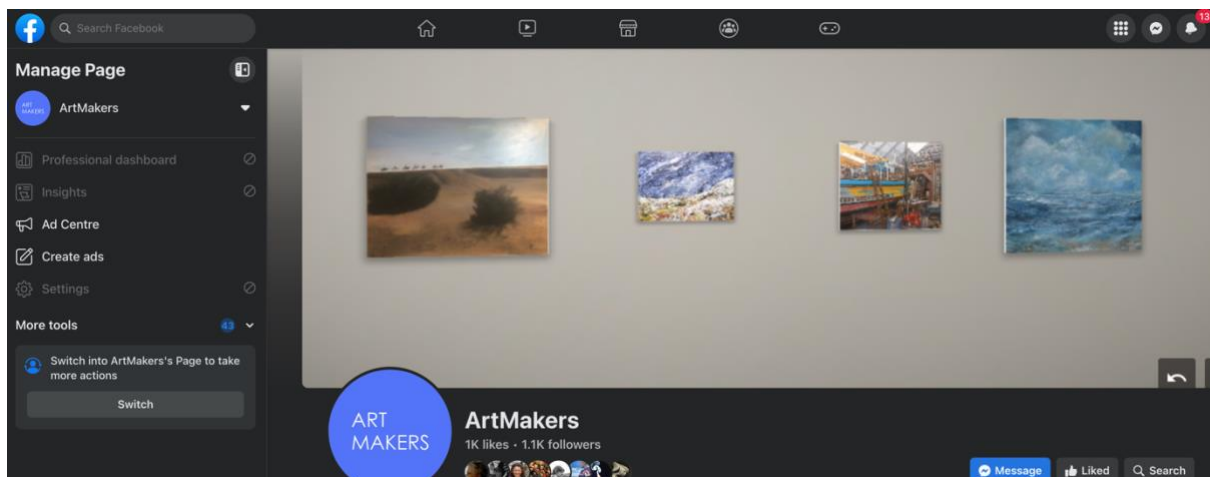 Search Facebook
13
Manage Page
ART
MAKERS
ArtMakers
Professional dashboard
Insights
Ad Centre
Create ads
Settings
More tools
43
Switch into ArtMakers's Page to take
more actions
Switch
ART
MAKERS
ArtMakers
1K likes · 1.1K followers
Message
Liked
Search